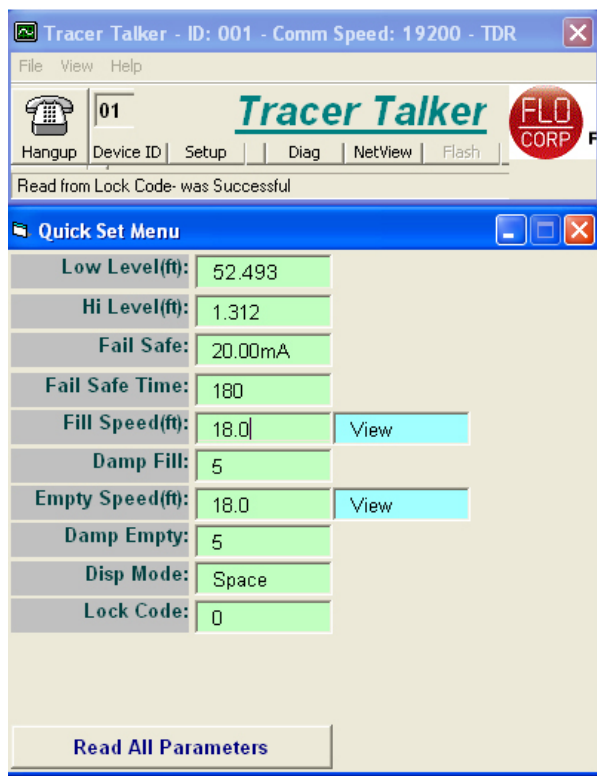 Tracer Talker - ID: 001 - Comm Speed: 19200 - TDR
File View Help
01 Tracer Talker FLO
CORP F
Hangup Device ID Setup Diag NetView Flash
Read from Lock Code- was Successful
Quick Set Menu
Low Level(ft): 52.493
Hi Level(ft): 1.312
Fail Safe: 20.00mA
Fail Safe Time: 180
Fill Speed(ft): 18.0 View
Damp Fill: 5
Empty Speed(ft): 18.0 View
Damp Empty: 5
Disp Mode: Space
Lock Code: 0
Read All Parameters